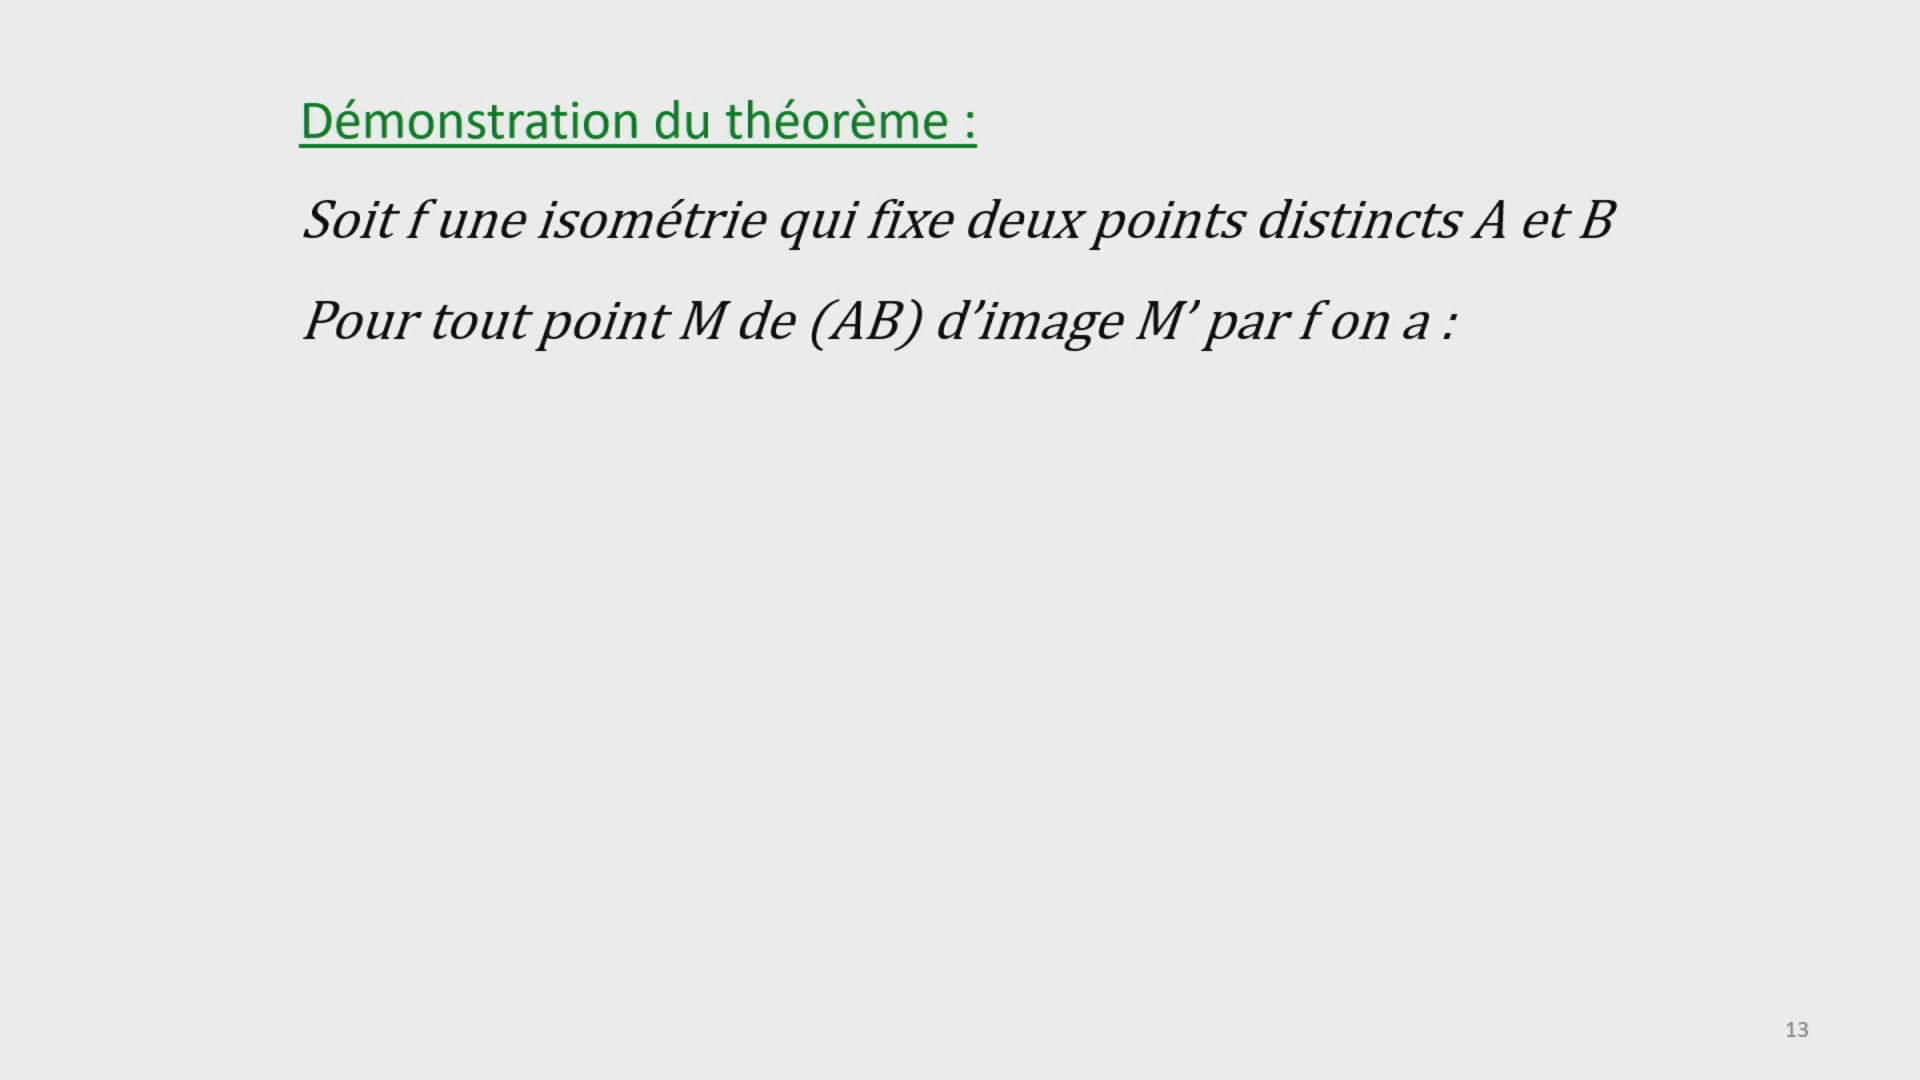 Démonstration du théorème :
Soit f une isométrie qui fixe deux points distincts A et B
Pour tout point M de (AB) d’image M’ par f on a :
13